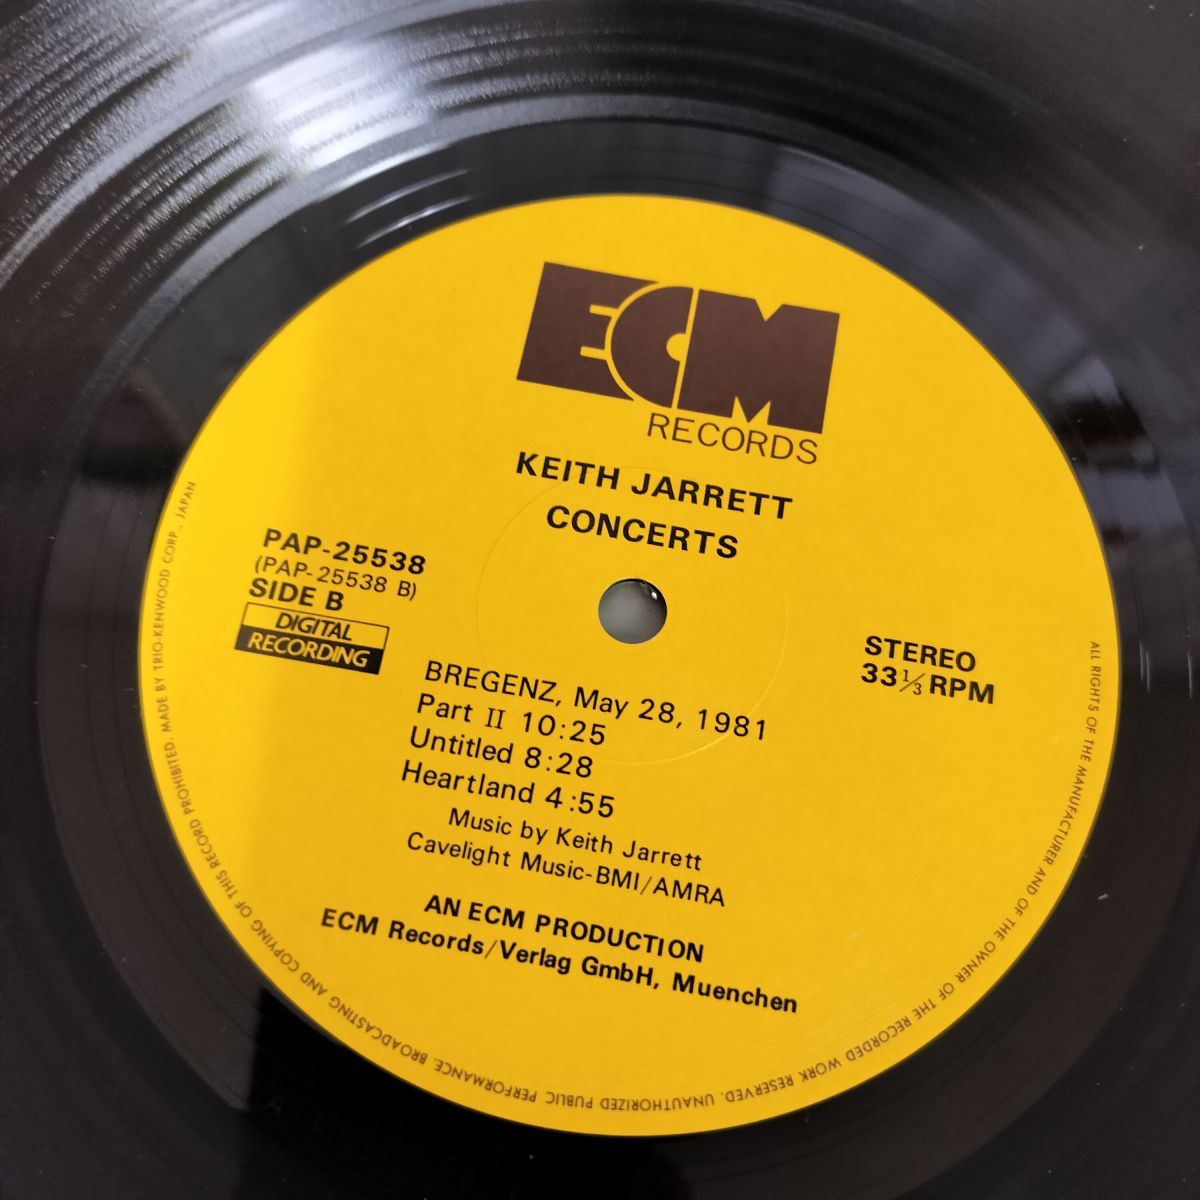 ECM
RECORDS
KEITH JARRETT
CONCERTS
PAP-25538
(PAP-25538 B)
SIDE B
DIGITAL
RECORDING
STEREO
33 1/3 RPM
BREGENZ, May 28, 1981
Part II 10:25
Untitled 8:28
Heartland 4:55
Music by Keith Jarrett
Cavelight Music-BMI/AMRA
AN ECM PRODUCTION
ECM Records/Verlag GmbH, Muenchen
ALL RIGHTS OF THE MANUFACTURER AND OF THE OWNER OF THE RECORDED WORK RESERVED. UNAUTHORIZED PUBLIC PERFORMANCE. BROADCASTING AND COPYING OF THIS RECORD PROHIBITED. MADE BY TRIO-KENWOOD CORP., JAPAN